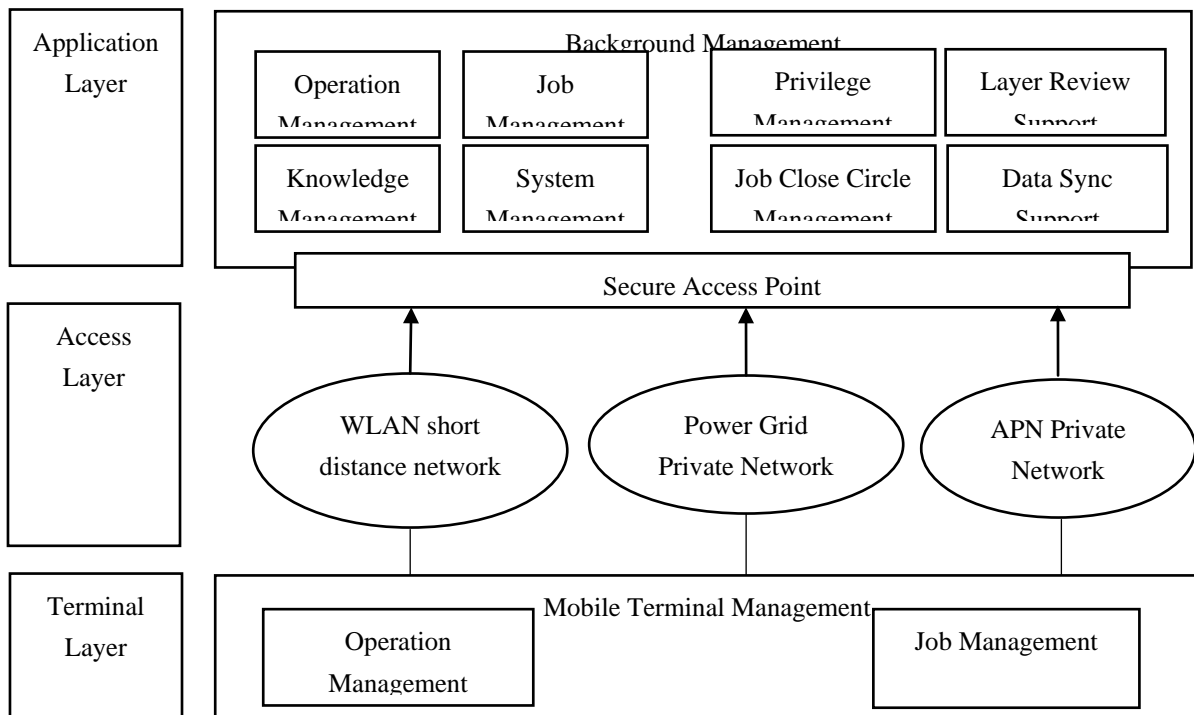 Application
Layer
Background Management
Operation
Management
Job
Management
Privilege
Management
Layer Review
Support
Knowledge
Management
System
Management
Job Close Circle
Management
Data Sync
Support
Secure Access Point
Access
Layer
WLAN short
distance network
Power Grid
Private Network
APN Private
Network
Terminal
Layer
Mobile Terminal Management
Operation
Management
Job Management